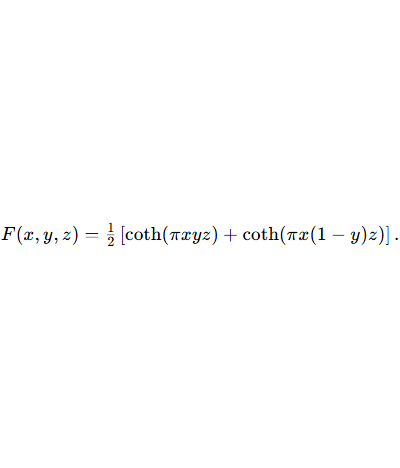 F(x, y, z) = ½ [coth(πxyz) + coth(πx(1 − y)z)] .